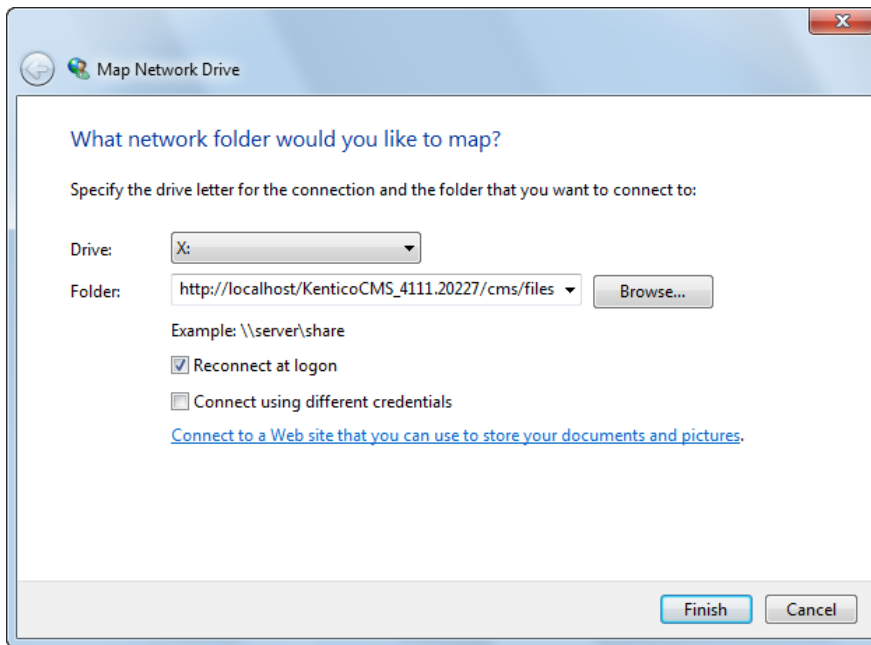 Map Network Drive
What network folder would you like to map?
Specify the drive letter for the connection and the folder that you want to connect to:
Drive: X:
Folder: http://localhost/KenticoCMS_4111.20227/cms/files Browse...
Example: \\server\share
Reconnect at logon
Connect using different credentials
Connect to a Web site that you can use to store your documents and pictures.
Finish Cancel